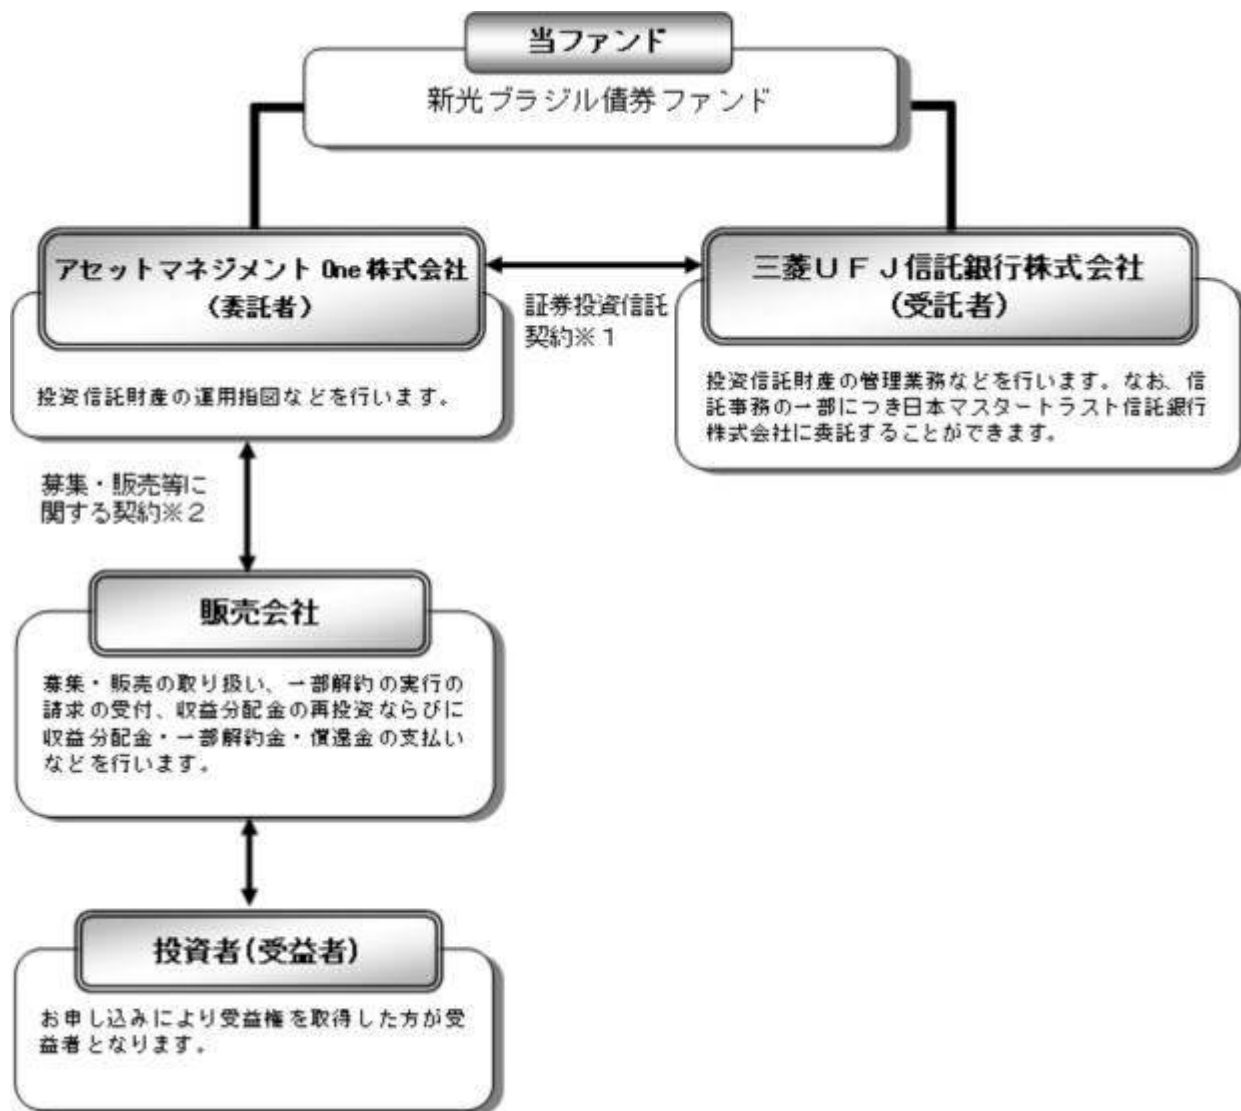 当ファンド
新光ブラジル債券ファンド
アセットマネジメントOne株式会社
(委託者)
投資信託財産の運用指図などを行います。
証券投資信託
契約※1
三菱UFJ信託銀行株式会社
(受託者)
投資信託財産の管理業務などを行います。なお、信
託事務の一部につき日本マスタートラスト信託銀行
株式会社に委託することができます。
募集・販売等に
関する契約※2
販売会社
募集・販売の取り扱い、一部解約の実行の
請求の受付、収益分配金の再投資ならびに
収益分配金・一部解約金・償還金の支払い
などを行います。
投資者(受益者)
お申し込みにより受益権を取得した方が受
益者となります。